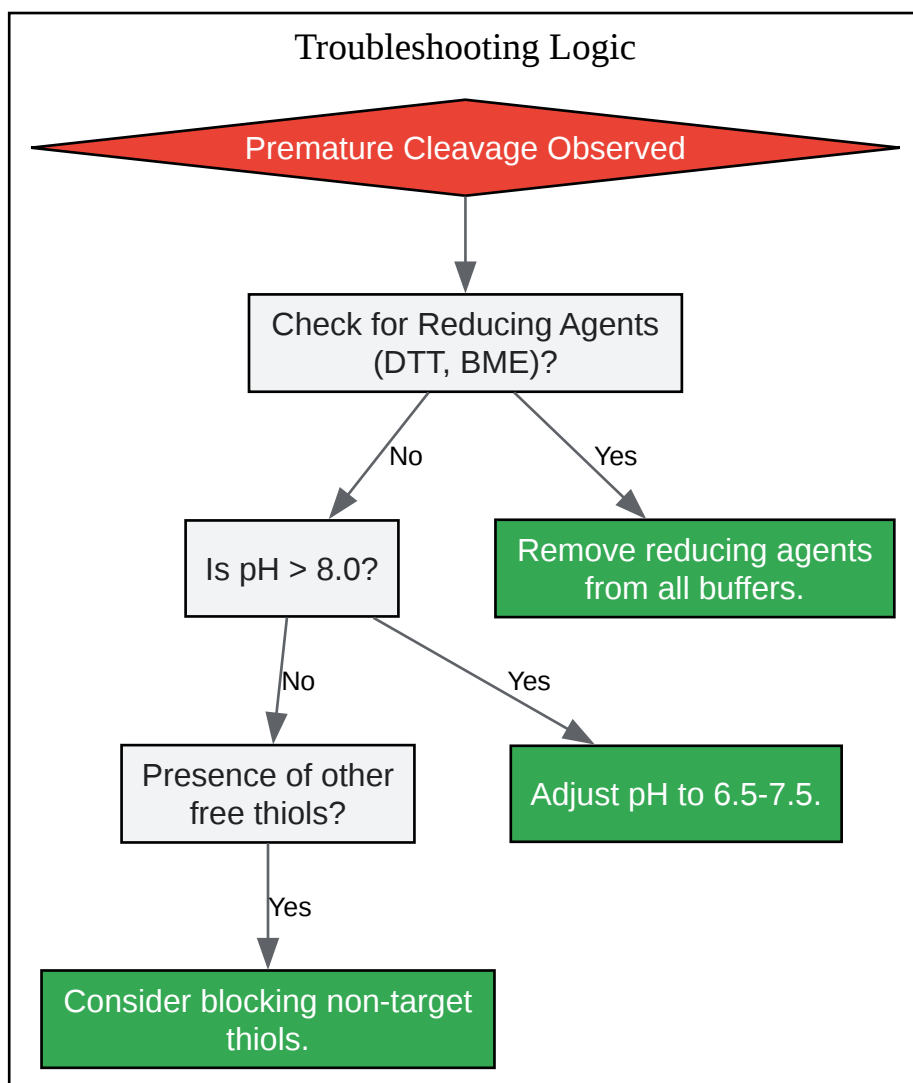 Troubleshooting Logic
Premature Cleavage Observed
Check for Reducing Agents
(DTT, BME)?
No
Yes
Is pH > 8.0?
Remove reducing agents
from all buffers.
No
Yes
Presence of other
free thiols?
Adjust pH to 6.5-7.5.
Yes
Consider blocking non-target
thiols.